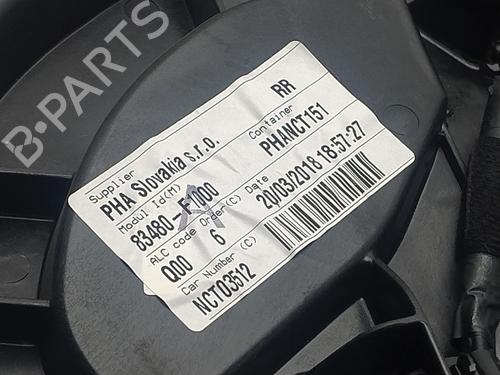 B-PARTS
Supplier
PHA Slovakia s.r.o.
RR
Modul Id(M)
Container
83480- 000
PHANCT151
ALC code Order(C) Date
Q00 6 20/03/2018 18:57:27
Car Number (C)
NCT03512